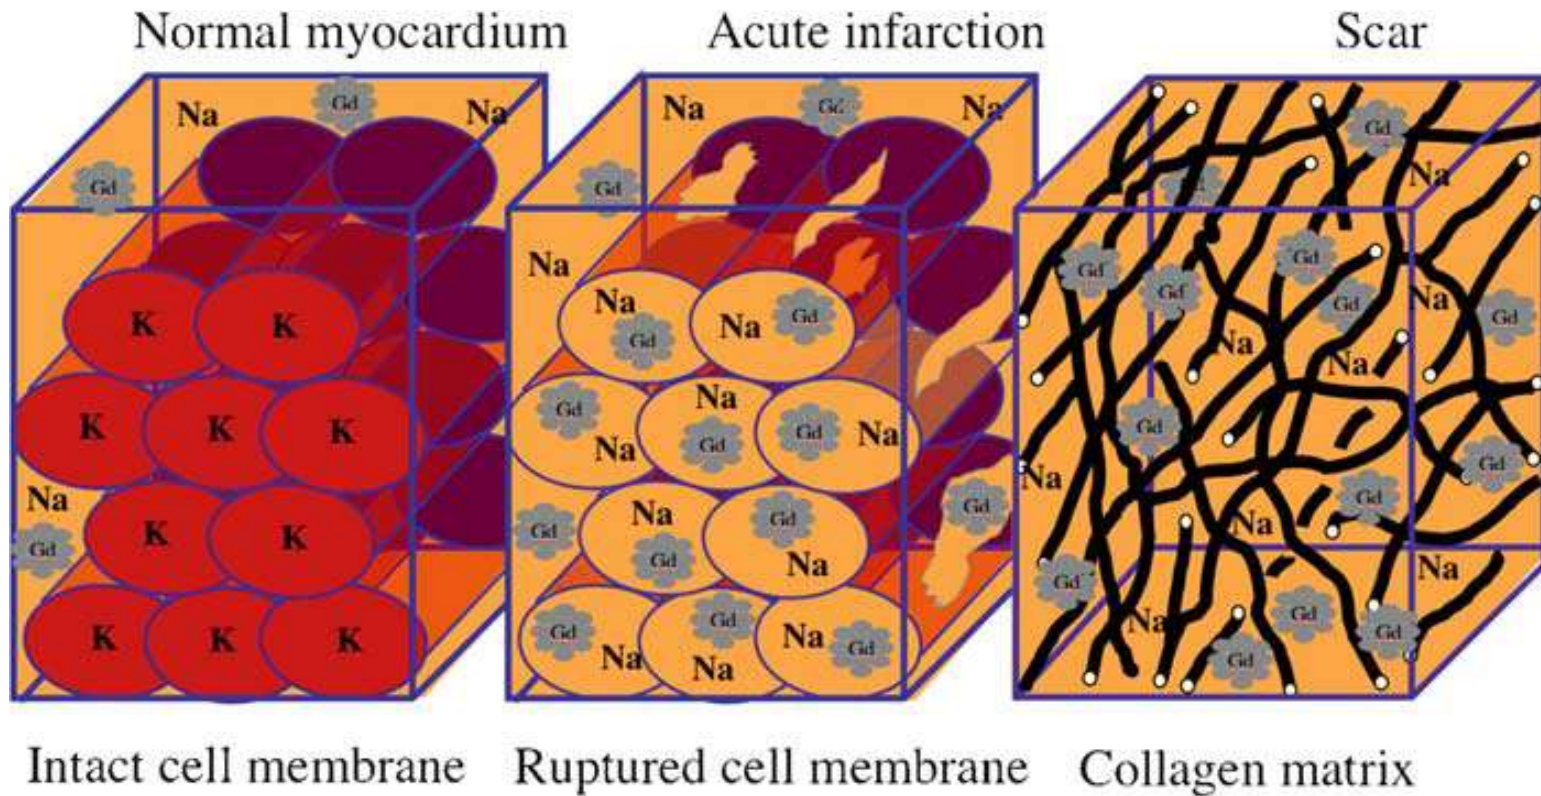 Normal myocardium Acute infarction Scar
Na Gd Na Na Gd Na Gd
Gd Gd Gd Na
Na Gd Gd
K K Na Gd Na Gd Gd Gd Na Gd
Na Na
K K K Gd Na Gd Gd Na Gd
Na Gd
Na Na
K K Na Gd Gd Gd Na
Gd Gd Gd Na Na
Gd
K K K Gd Na Gd Na Gd Na Gd Gd
Na Gd
Intact cell membrane Ruptured cell membrane Collagen matrix